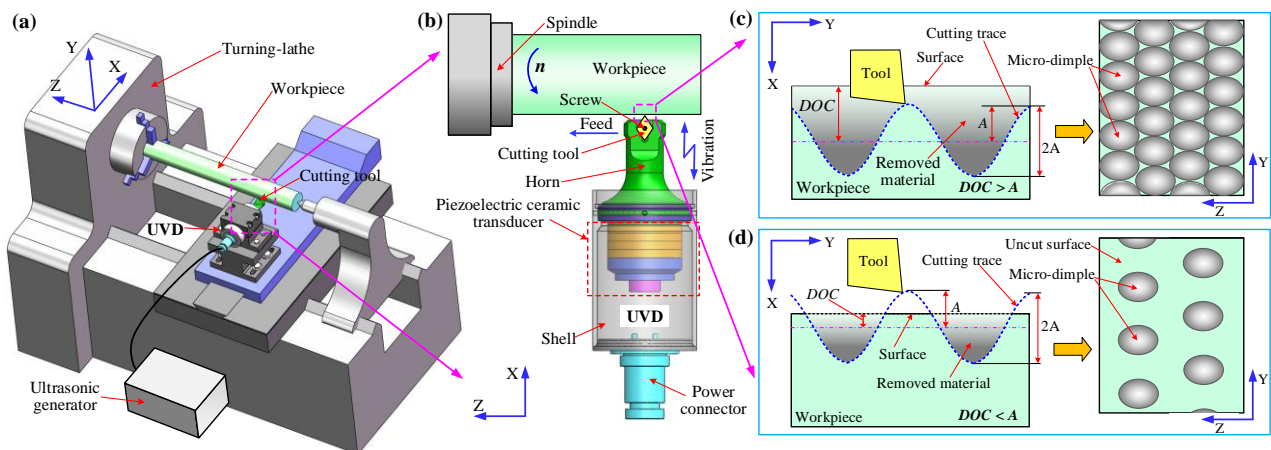 (a)
Y
X
Z
Turning-lathe
Workpiece
Cutting tool
UVD
Ultrasonic
generator
(b)
Spindle
n
Workpiece
Screw
Feed
Cutting tool
Vibration
Horn
Piezoelectric ceramic
transducer
UVD
Shell
Power
connector
X
Z
(c)
Y
X
Tool
Surface
Cutting trace
DOC
A
2A
Removed
material
Workpiece
DOC > A
Micro-dimple
Y
Z
(d)
Y
X
Tool
Uncut surface
Cutting trace
Micro-dimple
DOC
A
2A
Surface
Removed material
Workpiece
DOC < A
Y
Z